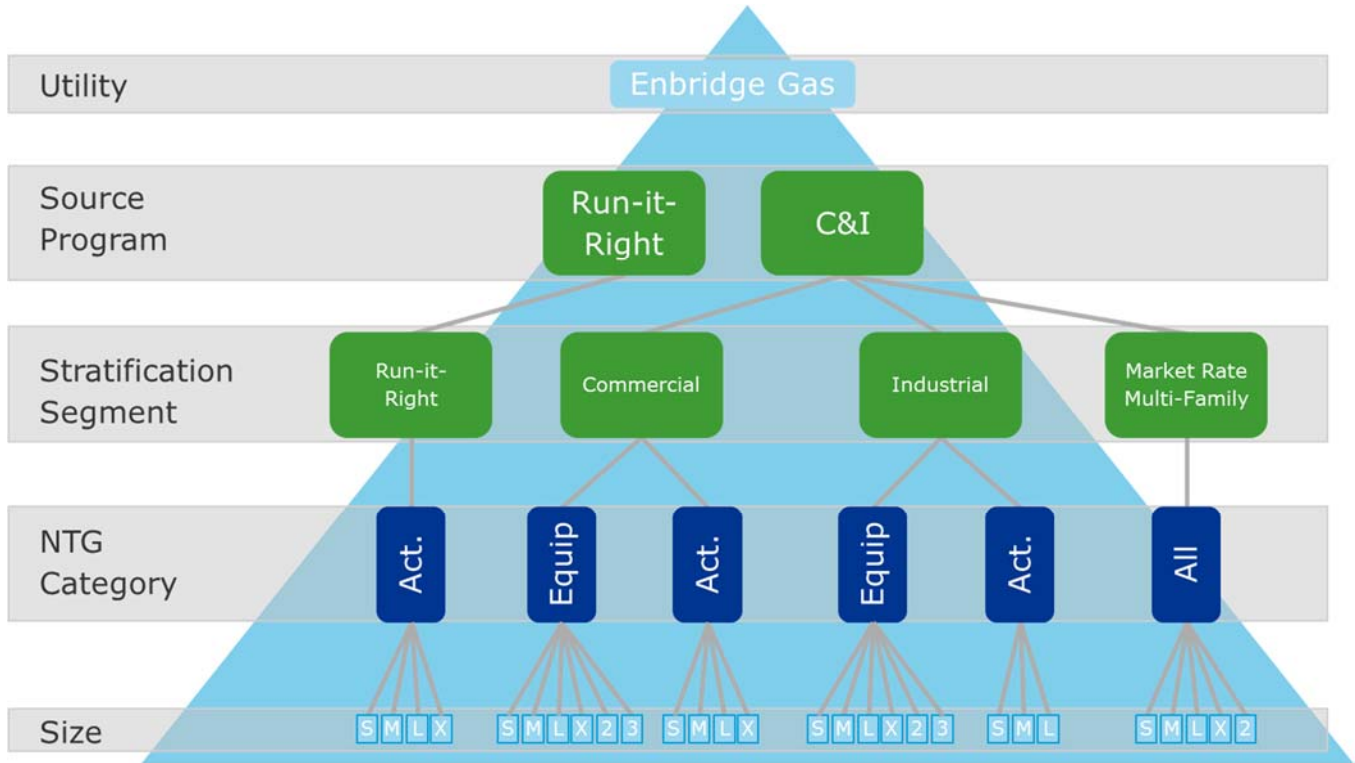 Utility
Enbridge Gas
Source
Program
Run-it-
Right
C&I
Stratification
Segment
Run-it-
Right
Commercial
Industrial
Market Rate
Multi-Family
NTG
Category
Act.
Equip
Act.
Equip
Act.
All
Size
S M L X
S M L X 2 3
S M L X
S M L X 2 3
S M L
S M L X 2